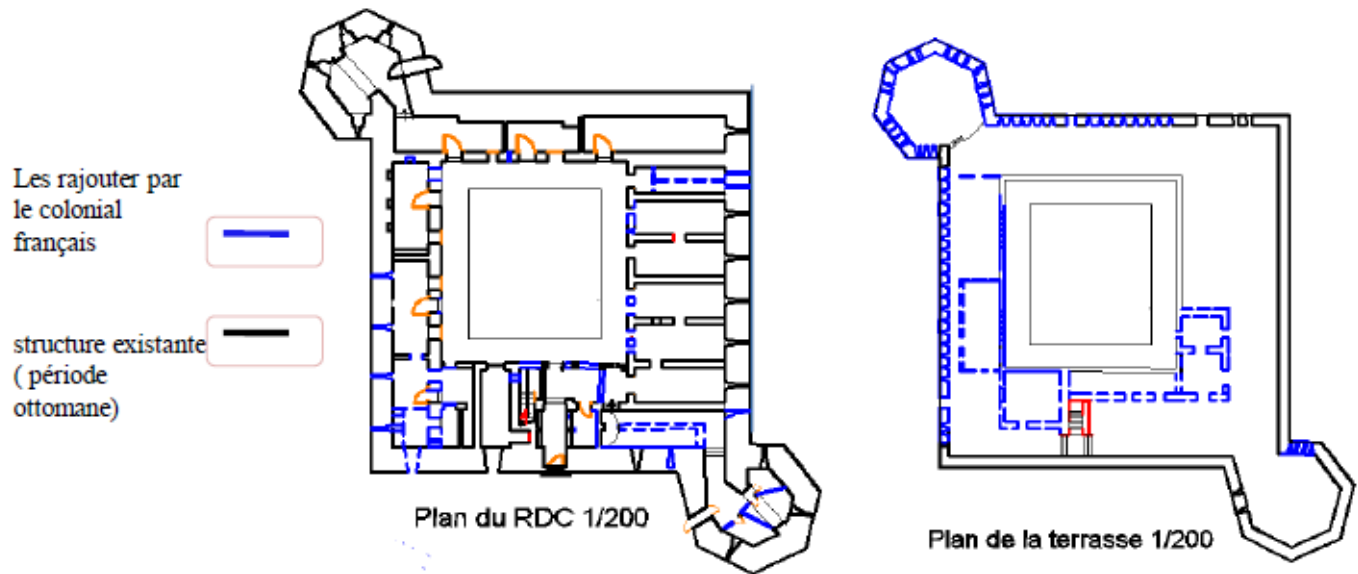 Les rajouter par
le colonial
français
structure existante
( période
ottomane)
Plan du RDC 1/200
Plan de la terrasse 1/200